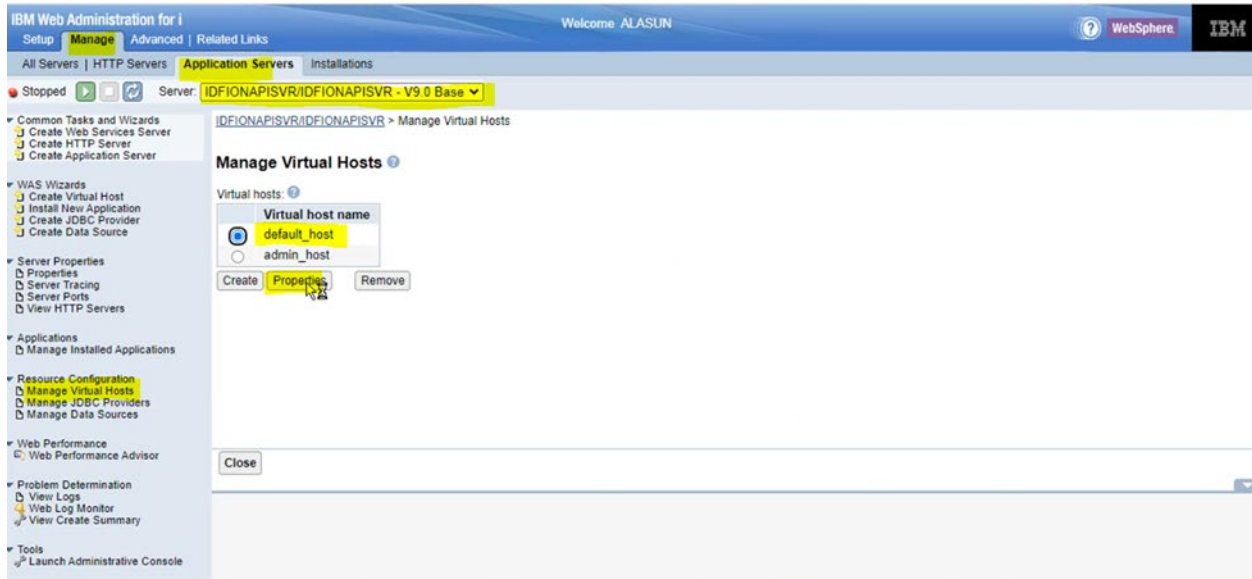 IBM Web Administration for i
Welcome ALASUN
? WebSphere. IBM
Setup Manage Advanced | Related Links
All Servers | HTTP Servers Application Servers Installations
Stopped Server: IDFIONAPISVR/IDFIONAPISVR - V9.0 Base
Common Tasks and Wizards
Create Web Services Server
Create HTTP Server
Create Application Server
WAS Wizards
Create Virtual Host
Install New Application
Create JDBC Provider
Create Data Source
Server Properties
Properties
Server Tracing
Server Ports
View HTTP Servers
Applications
Manage Installed Applications
Resource Configuration
Manage Virtual Hosts
Manage JDBC Providers
Manage Data Sources
Web Performance
Web Performance Advisor
Problem Determination
View Logs
Web Log Monitor
View Create Summary
Tools
Launch Administrative Console
IDFIONAPISVR/IDFIONAPISVR > Manage Virtual Hosts
Manage Virtual Hosts ?
Virtual hosts: ?
Virtual host name
default_host
admin_host
Create Properties Remove
Close